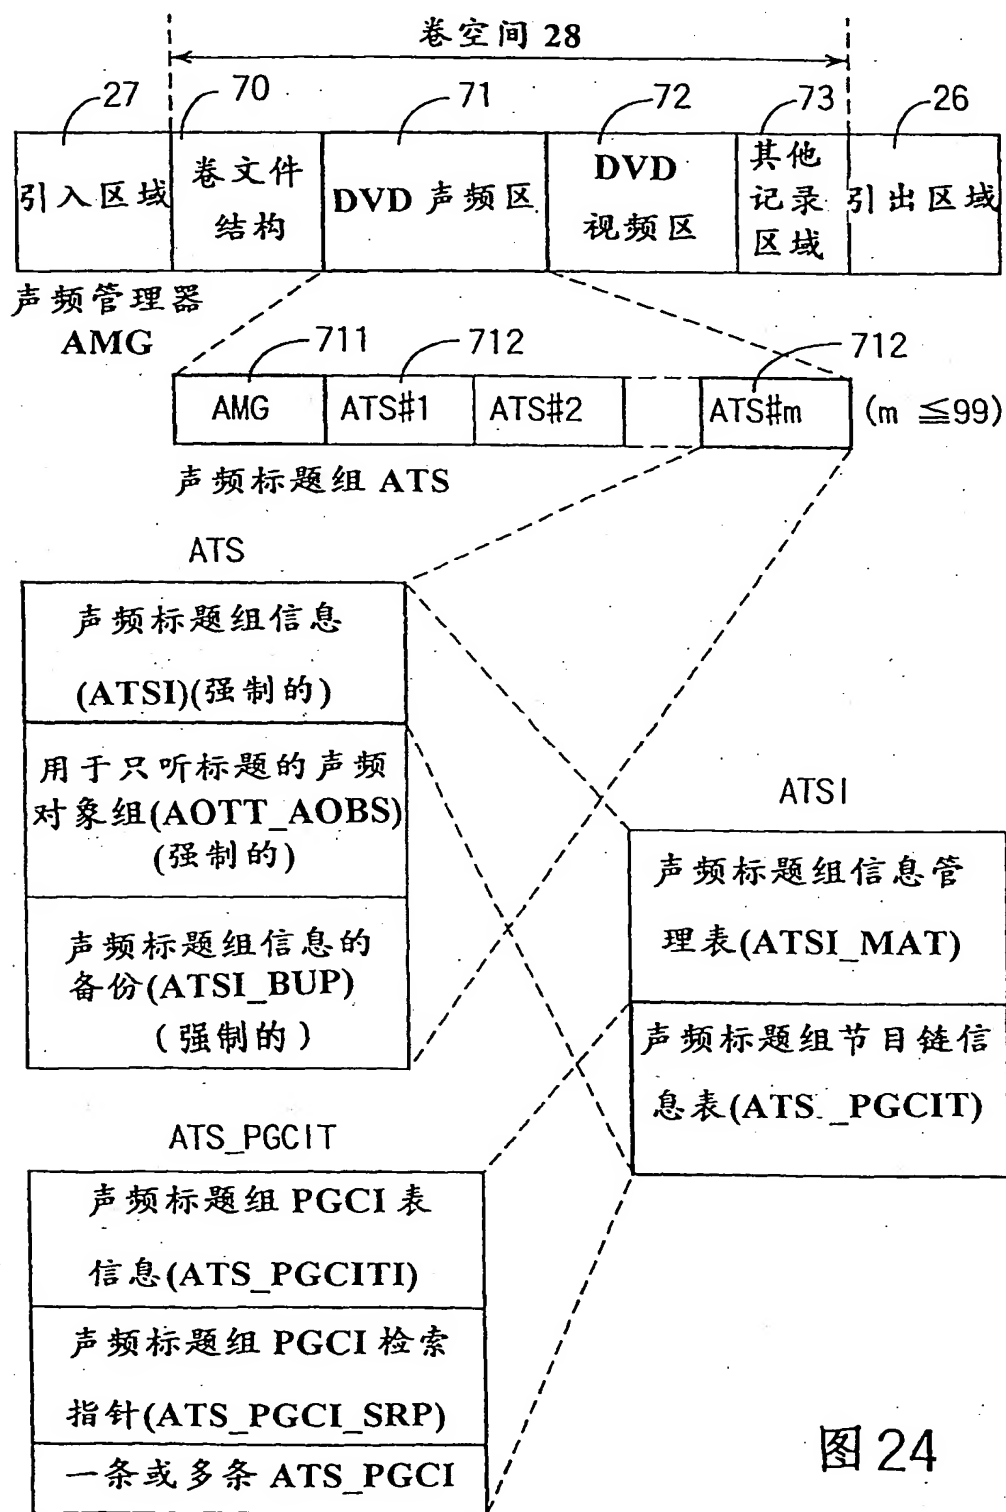 卷空间 28
27
70
71
72
73
26
引入区域
卷文件
结构
DVD 声频区
DVD
视频区
其他
记录
区域
引出区域
声频管理器
AMG
711
712
712
AMG
ATS#1
ATS#2
ATS#m
(m ≦99)
声频标题组 ATS
ATS
声频标题组信息
(ATSI)(强制的)
用于只听标题的声频
对象组(AOTT_AOBS)
(强制的)
声频标题组信息的
备份(ATSI_BUP)
(强制的)
ATSI
声频标题组信息管
理表(ATSI_MAT)
声频标题组节目链信
息表(ATS_PGCIT)
ATS_PGCIT
声频标题组 PGCI 表
信息(ATS_PGCITI)
声频标题组 PGCI 检索
指针(ATS_PGCI_SRP)
一条或多条 ATS_PGCI
图24